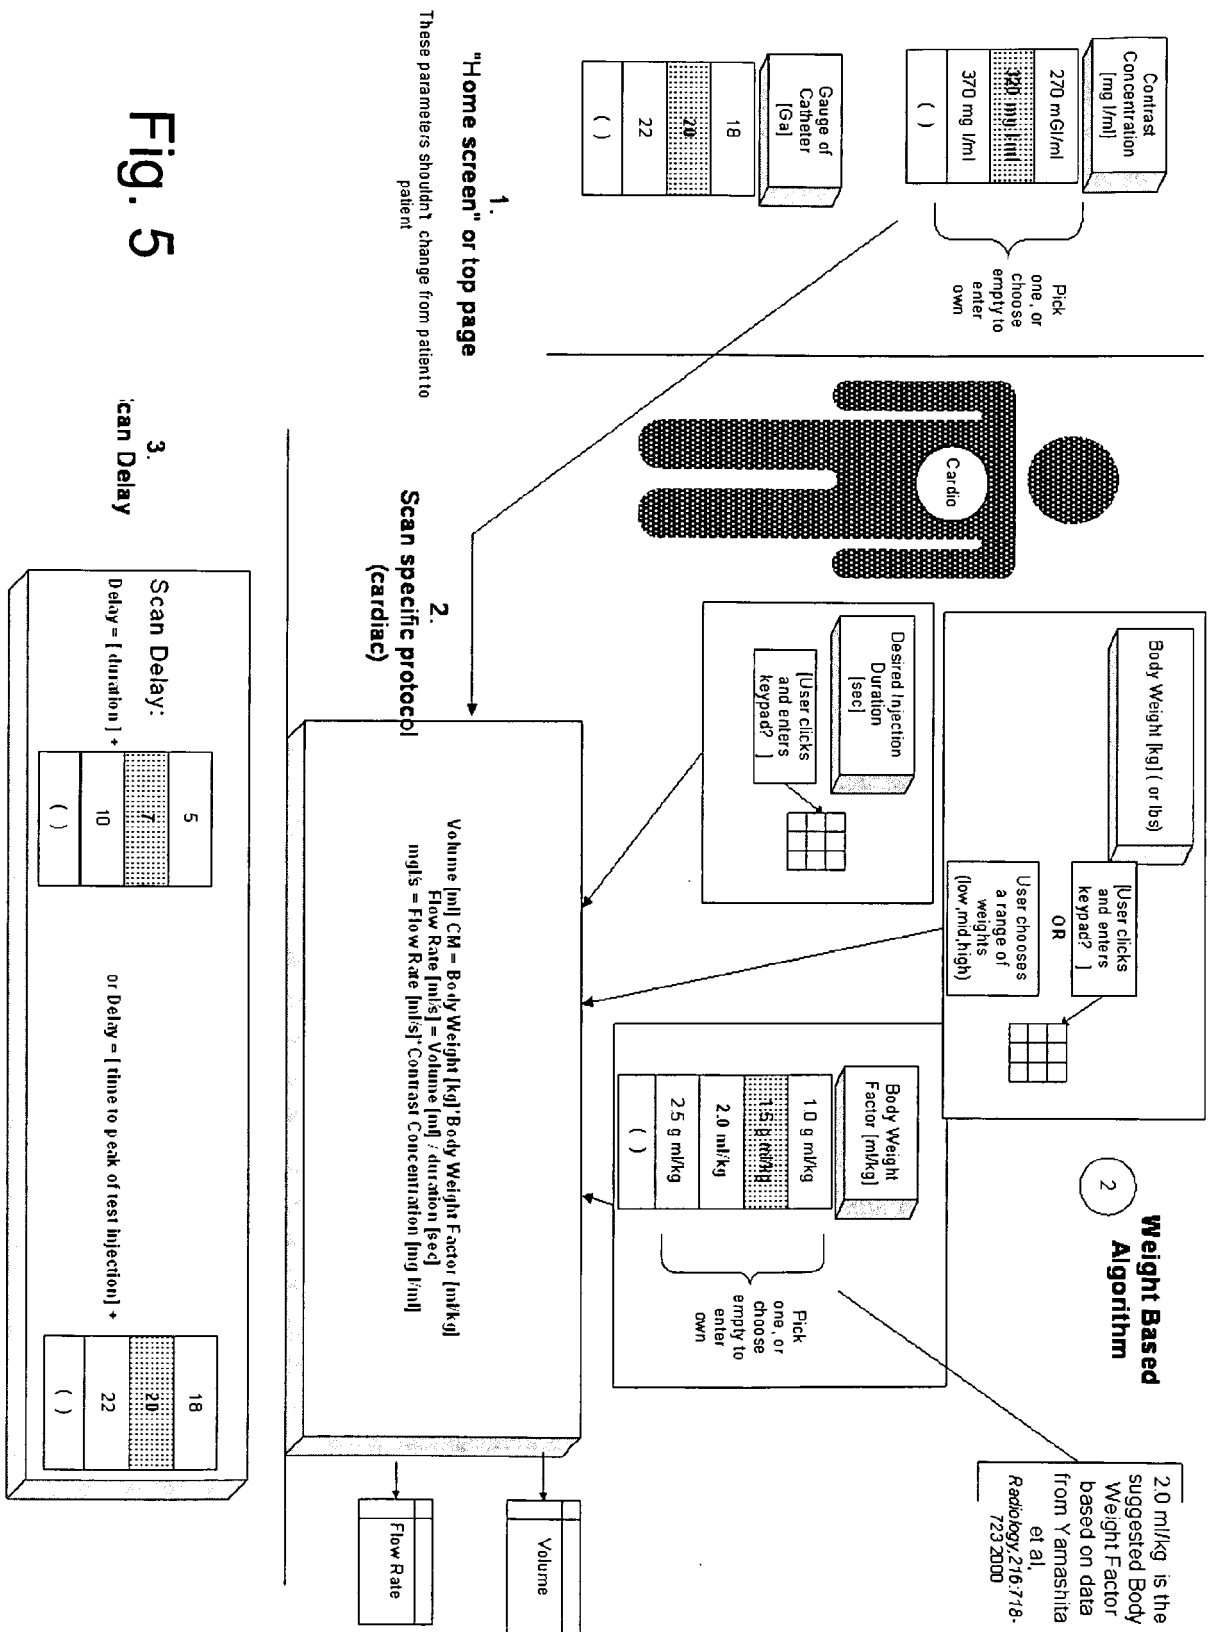 Contrast
Concentration
[mg I/ml]
270 mGI/ml
320 mg I/ml
370 mg I/ml
( )
Pick
one, or
choose
empty to
enter
own
Gauge of
Catheter
[Ga]
18
20
22
( )
1.
"Home screen" or top page
These parameters shouldn't change from patient to
patient
Cardio
2
Weight Based
Algorithm
Body Weight [kg] ( or lbs)
[User clicks
and enters
keypad? ]
OR
User chooses
a range of
weights
(low,mid,high)
Desired Injection
Duration
[sec]
[User clicks
and enters
keypad? ]
Body Weight
Factor [ml/kg]
1.0 g ml/kg
1.5 g ml/kg
2.0 ml/kg
2.5 g ml/kg
( )
Pick
one, or
choose
empty to
enter
own
2.0 ml/kg is the
suggested Body
Weight Factor
based on data
from Yamashita
et al,
Radiology,216:718-
723 2000
2.
Scan specific protocol
(cardiac)
Volume [ml] CM = Body Weight [kg]*Body Weight Factor [ml/kg]
Flow Rate [ml/s] = Volume [ml] / duration [sec]
mgI/s = Flow Rate [ml/s]*Contrasr Concentration [mg I/ml]
Volume
Flow Rate
3.
can Delay
Scan Delay:
Delay = [ duration ] +
5
7
10
( )
or Delay = [ time to peak of test injection] +
18
20
22
( )
Fig. 5